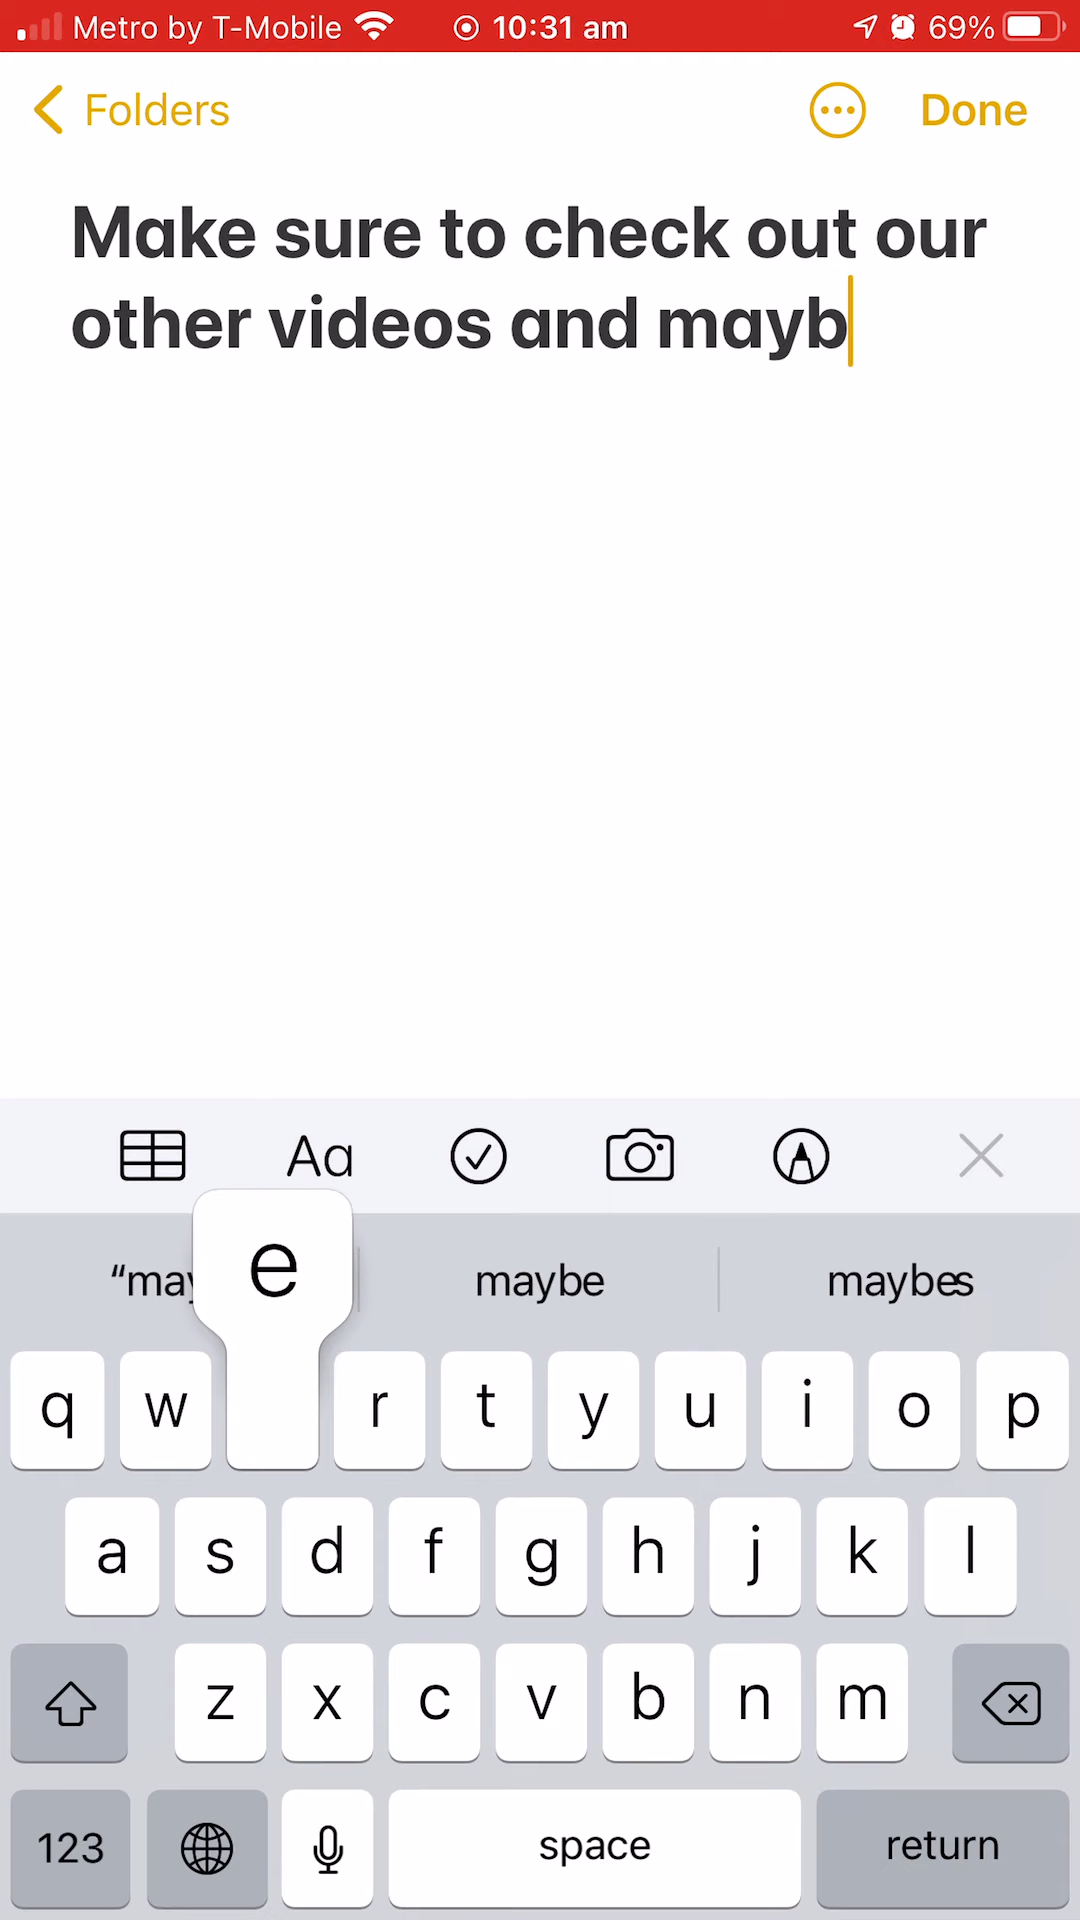 Metro by T-Mobile 10:31 am 69%
Folders Done
Make sure to check out our
other videos and mayb
Aa
e
maybe maybes
q w r t y u i o p
a s d f g h j k l
z x c v b n m
123 space return